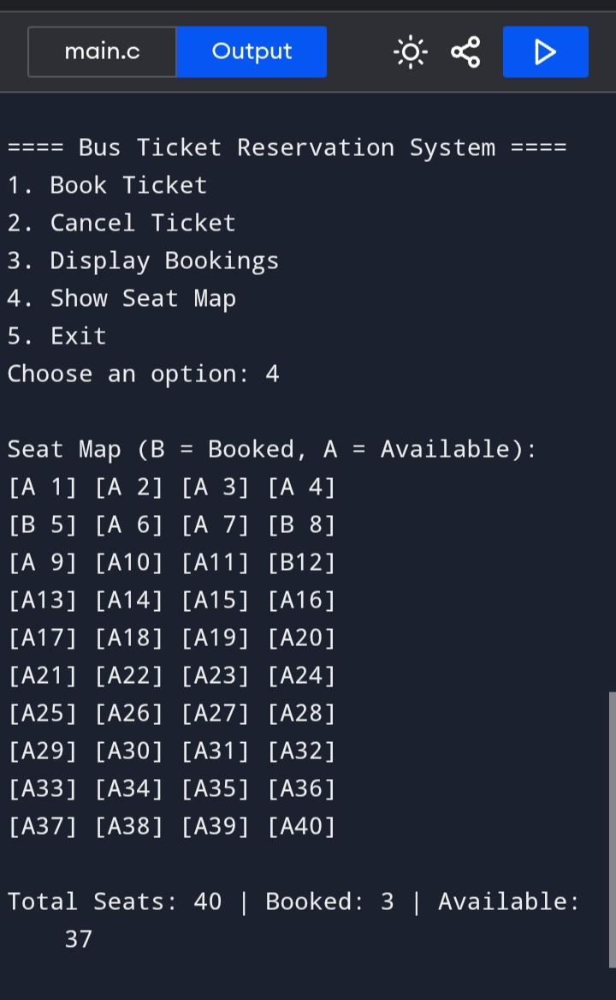 main.c Output
==== Bus Ticket Reservation System ====
1. Book Ticket
2. Cancel Ticket
3. Display Bookings
4. Show Seat Map
5. Exit
Choose an option: 4
Seat Map (B = Booked, A = Available):
[A 1] [A 2] [A 3] [A 4]
[B 5] [A 6] [A 7] [B 8]
[A 9] [A10] [A11] [B12]
[A13] [A14] [A15] [A16]
[A17] [A18] [A19] [A20]
[A21] [A22] [A23] [A24]
[A25] [A26] [A27] [A28]
[A29] [A30] [A31] [A32]
[A33] [A34] [A35] [A36]
[A37] [A38] [A39] [A40]
Total Seats: 40 | Booked: 3 | Available:
37